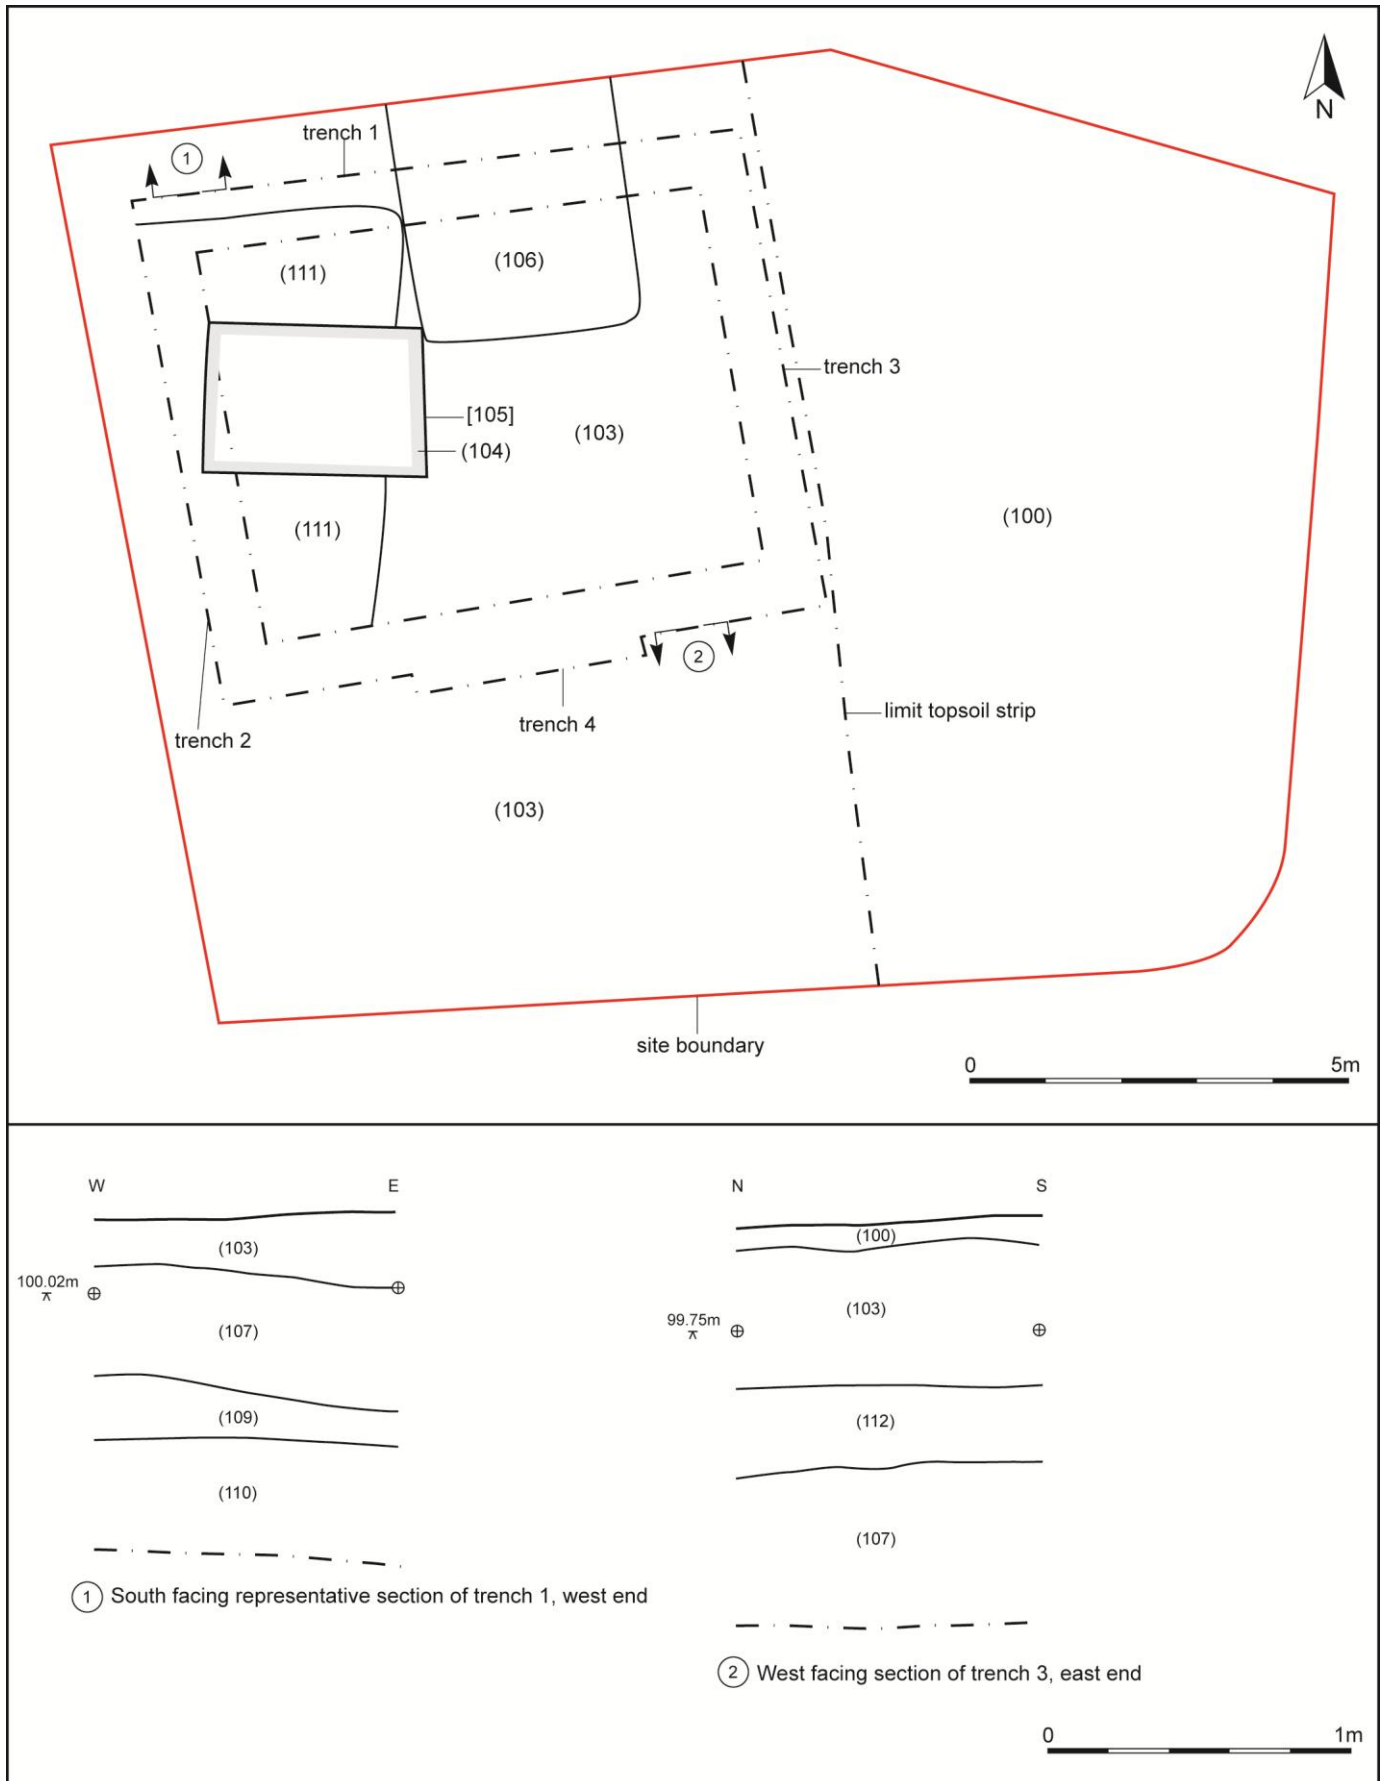 N
trench 1
1
(111)
(106)
trench 3
[105]
(103)
(104)
(100)
(111)
2
limit topsoil strip
trench 4
trench 2
(103)
site boundary
0 5m
W E
N S
(103)
(100)
100.02m
(103)
(107)
99.75m
(109)
(112)
(110)
(107)
1 South facing representative section of trench 1, west end
2 West facing section of trench 3, east end
0 1m